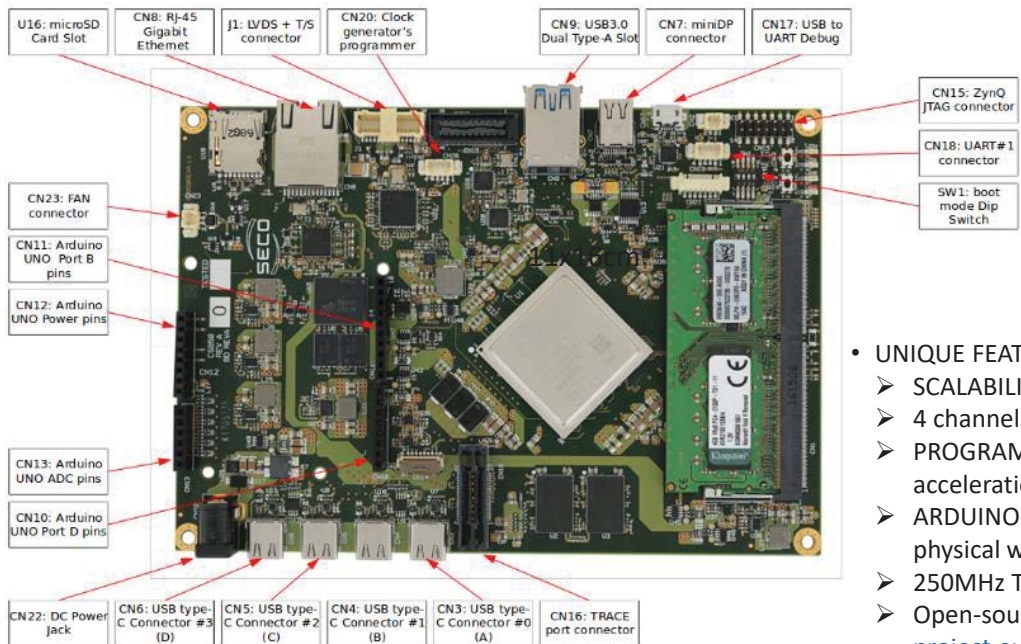 U16: microSD
Card Slot
CN8: RJ-45
Gigabit
Ethernet
J1: LVDS + T/S
connector
CN20: Clock
generator's
programmer
CN9: USB3.0
Dual Type-A Slot
CN7: miniDP
connector
CN17: USB to
UART Debug
CN15: ZynQ
JTAG connector
CN18: UART#1
connector
SW1: boot
mode Dip
Switch
CN23: FAN
connector
CN11: Arduino
UNO Port B
pins
CN12: Arduino
UNO Power pins
CN13: Arduino
UNO ADC pins
CN10: Arduino
UNO Port D pins
CN22: DC Power
Jack
CN6: USB type-
C Connector #3
(D)
CN5: USB type-
C Connector #2
(C)
CN4: USB type-
C Connector #1
(B)
CN3: USB type-
C Connector #0
(A)
CN16: TRACE
port connector
SECO
11x16cm
CE
Kingston
• UNIQUE FEAT
➢ SCALABILI
➢ 4 channel
➢ PROGRAM
acceleratio
➢ ARDUINO
physical w
➢ 250MHz T
➢ Open-sou